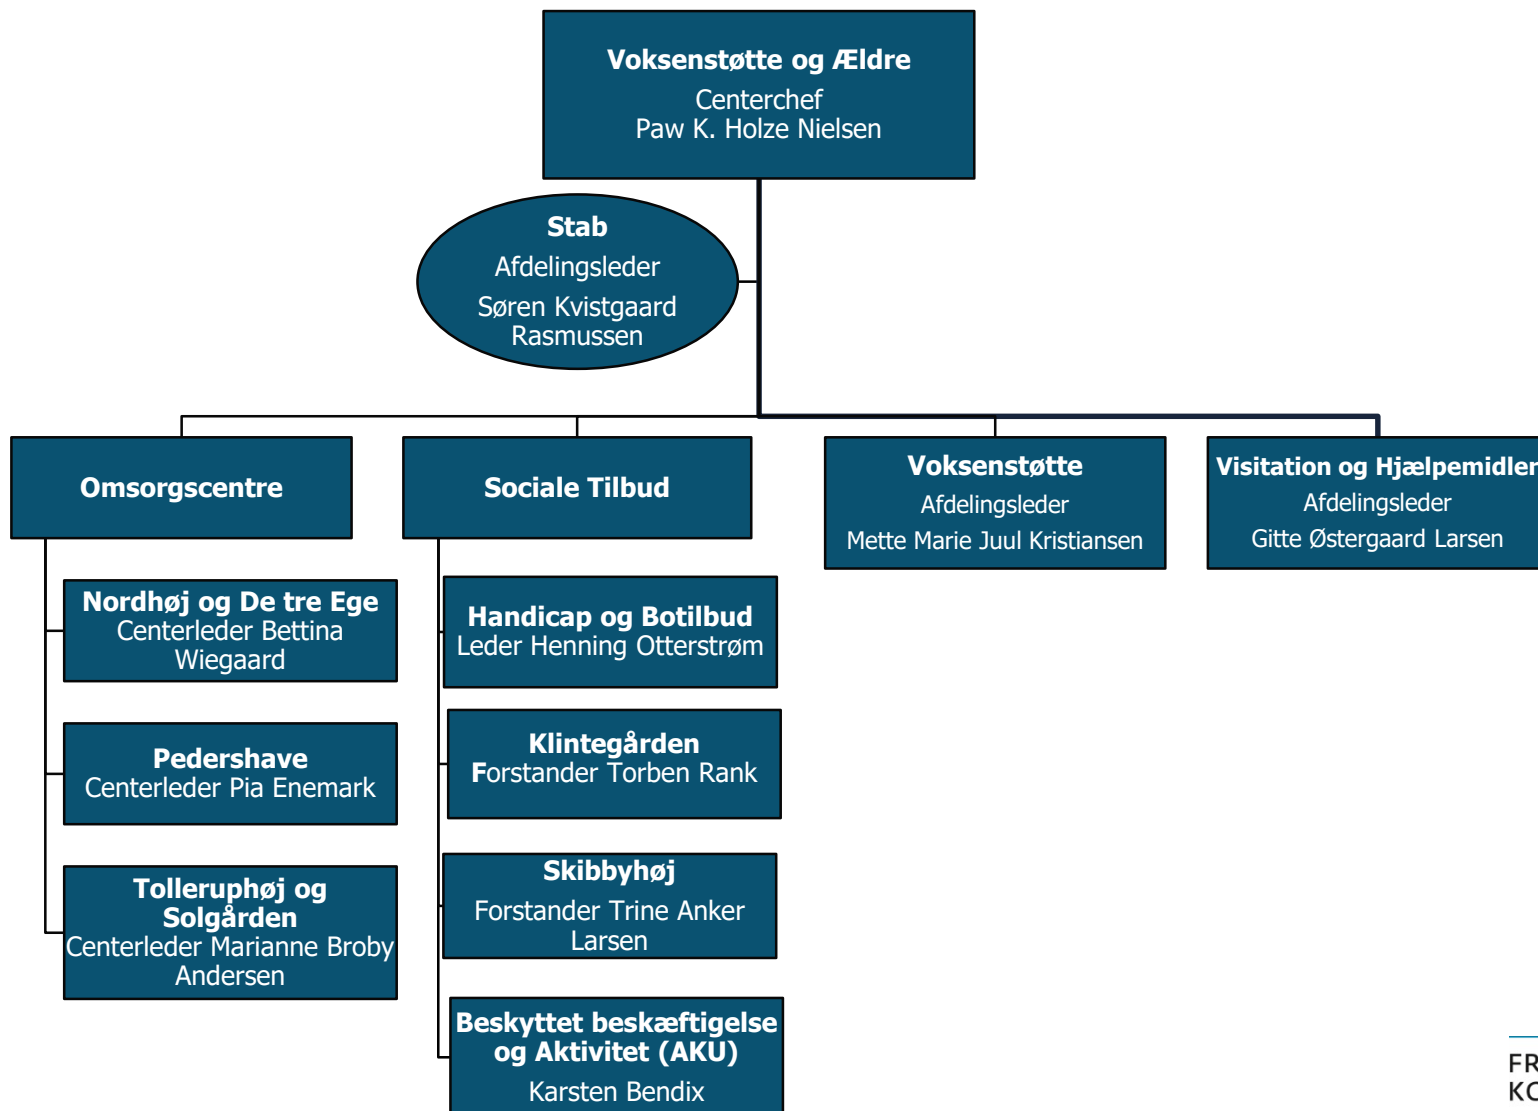 Voksenstøtte og Ældre
Centerchef
Paw K. Holze Nielsen
Stab
Afdelingsleder
Søren Kvistgaard
Rasmussen
Omsorgscentre
Sociale Tilbud
Voksenstøtte
Afdelingsleder
Mette Marie Juul Kristiansen
Visitation og Hjælpemidler
Afdelingsleder
Gitte Østergaard Larsen
Nordhøj og De tre Ege
Centerleder Bettina
Wiegaard
Pedershave
Centerleder Pia Enemark
Tolleruphøj og
Solgården
Centerleder Marianne Broby
Andersen
Handicap og Botilbud
Leder Henning Otterstrøm
Klintegården
Forstander Torben Rank
Skibbyhøj
Forstander Trine Anker
Larsen
Beskyttet beskæftigelse
og Aktivitet (AKU)
Karsten Bendix